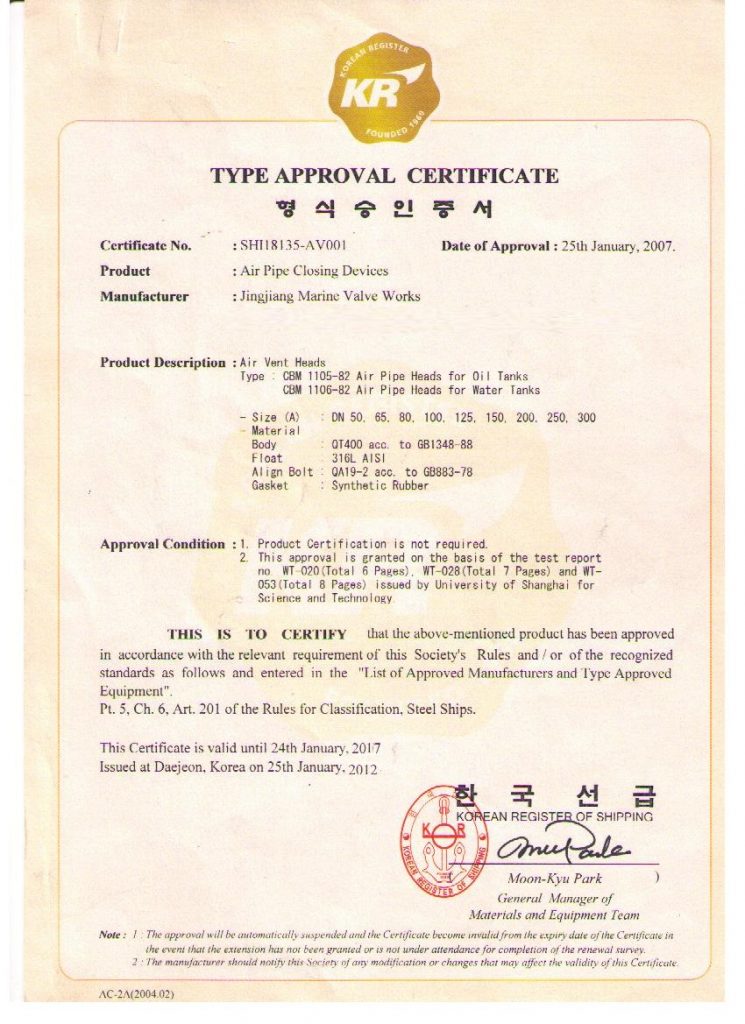 KOREAN REGISTER
KR
FOUNDED 1960
TYPE APPROVAL CERTIFICATE
형식승인증서
Certificate No. : SHI18135-AV001 Date of Approval : 25th January, 2007.
Product : Air Pipe Closing Devices
Manufacturer : Jingjiang Marine Valve Works
Product Description : Air Vent Heads
Type : CBM 1105-82 Air Pipe Heads for Oil Tanks
CBM 1106-82 Air Pipe Heads for Water Tanks
- Size (A) : DN 50, 65, 80, 100, 125, 150, 200, 250, 300
- Material
Body : QT400 acc. to GB1348-88
Float : 316L AISI
Align Bolt : QA19-2 acc. to GB883-78
Gasket : Synthetic Rubber
Approval Condition : 1. Product Certification is not required.
2. This approval is granted on the basis of the test report
no. WT-020(Total 6 Pages), WT-028(Total 7 Pages) and WT-
053(Total 8 Pages) issued by University of Shanghai for
Science and Technology
THIS IS TO CERTIFY that the above-mentioned product has been approved
in accordance with the relevant requirement of this Society's Rules and / or of the recognized
standards as follows and entered in the "List of Approved Manufacturers and Type Approved
Equipment".
Pt. 5, Ch. 6, Art. 201 of the Rules for Classification, Steel Ships.
This Certificate is valid until 24th January, 2017
Issued at Daejeon, Korea on 25th January, 2012
한국선급
KOREAN REGISTER OF SHIPPING
K R
KOREAN REGISTER OF SHIPPING
Moon-Kyu Park )
General Manager of
Materials and Equipment Team
Note : 1 : The approval will be automatically suspended and the Certificate become invalid from the expiry date of the Certificate in
the event that the extension has not been granted or is not under attendance for completion of the renewal survey.
2 : The manufacturer should notify this Society of any modification or changes that may affect the validity of this Certificate.
AC-2A(2004.02)